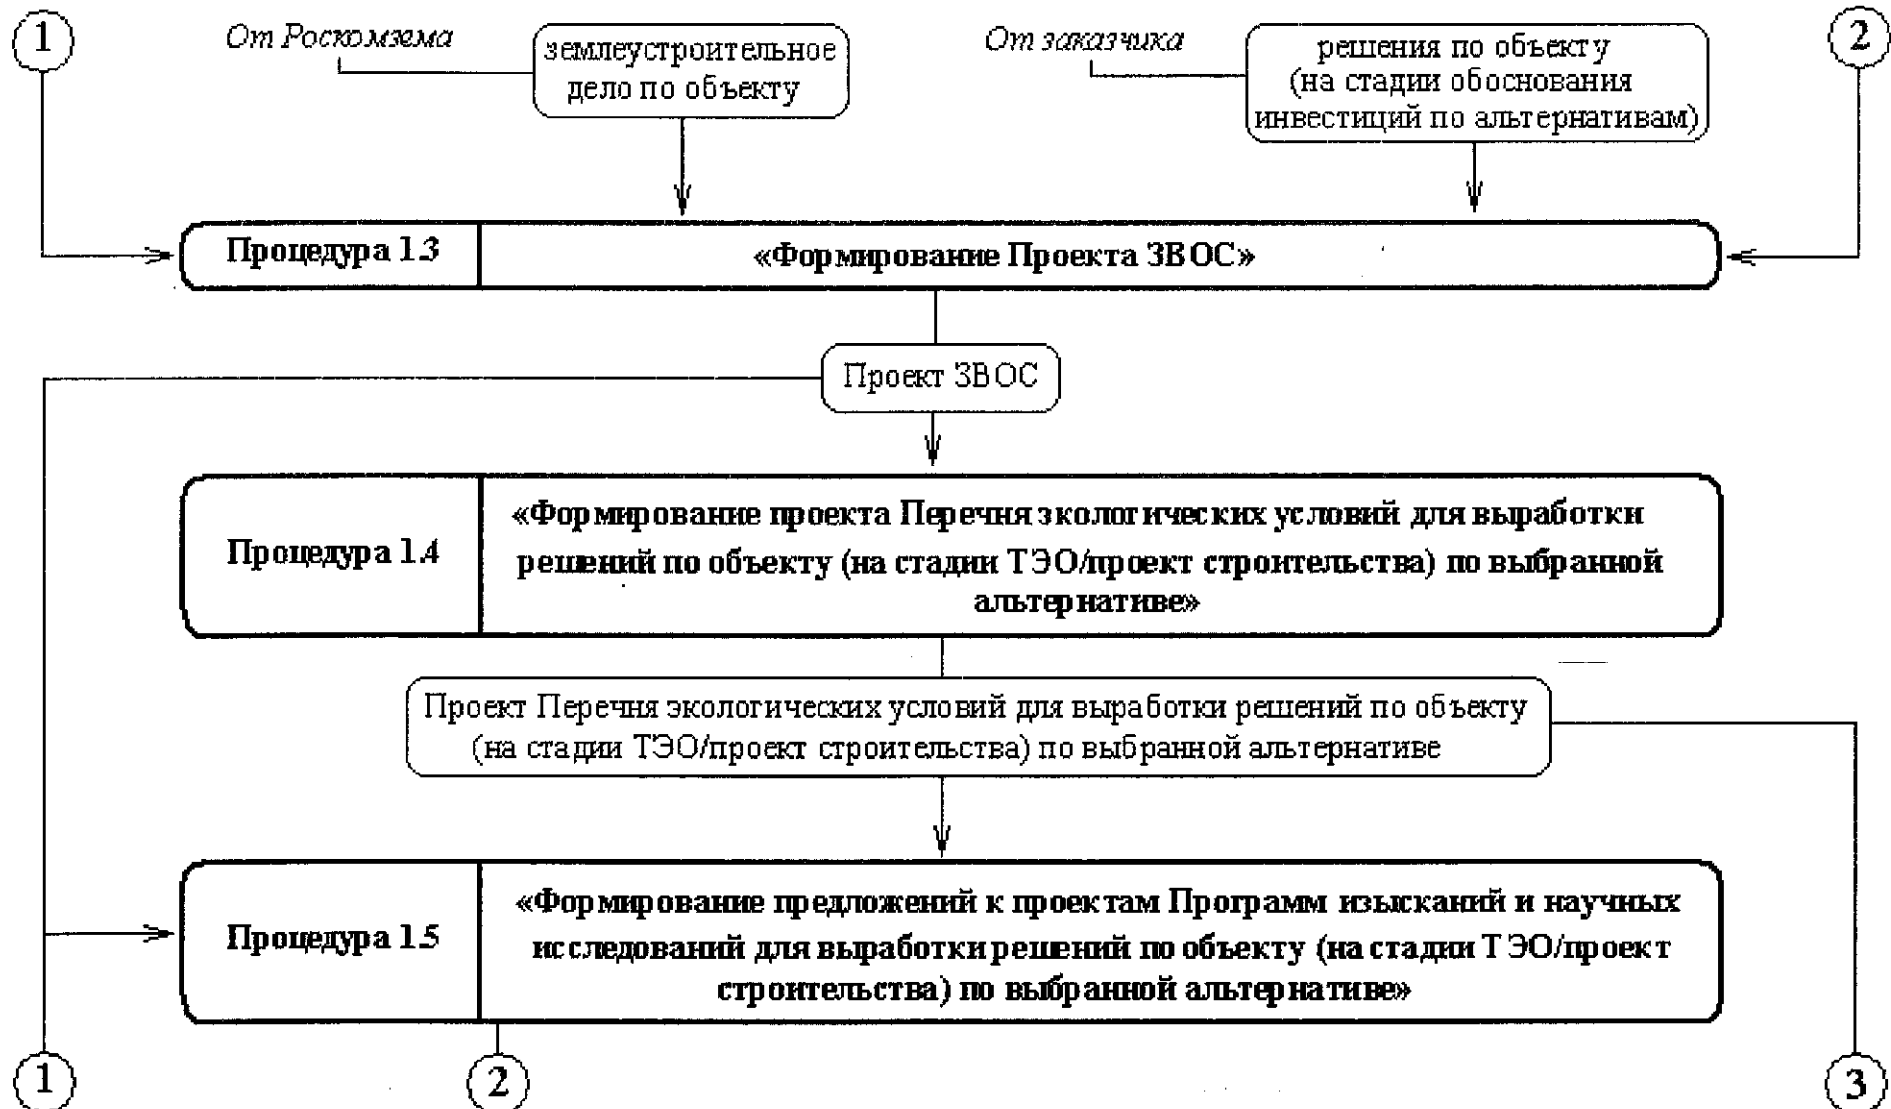 1
От Роскомзема
землеустроительное
дело по объекту
От заказчика
решения по объекту
(на стадии обоснования
инвестиций по альтернативам)
2
Процедура 1.3
«Формирование Проекта ЗВОС»
Проект ЗВОС
Процедура 1.4
«Формирование проекта Перечня экологических условий для выработки
решений по объекту (на стадии ТЭО/проект строительства) по выбранной
альтернативе»
Проект Перечня экологических условий для выработки решений по объекту
(на стадии ТЭО/проект строительства) по выбранной альтернативе
Процедура 1.5
«Формирование предложений к проектам Программ изысканий и научных
исследований для выработки решений по объекту (на стадии ТЭО/проект
строительства) по выбранной альтернативе»
1
2
3